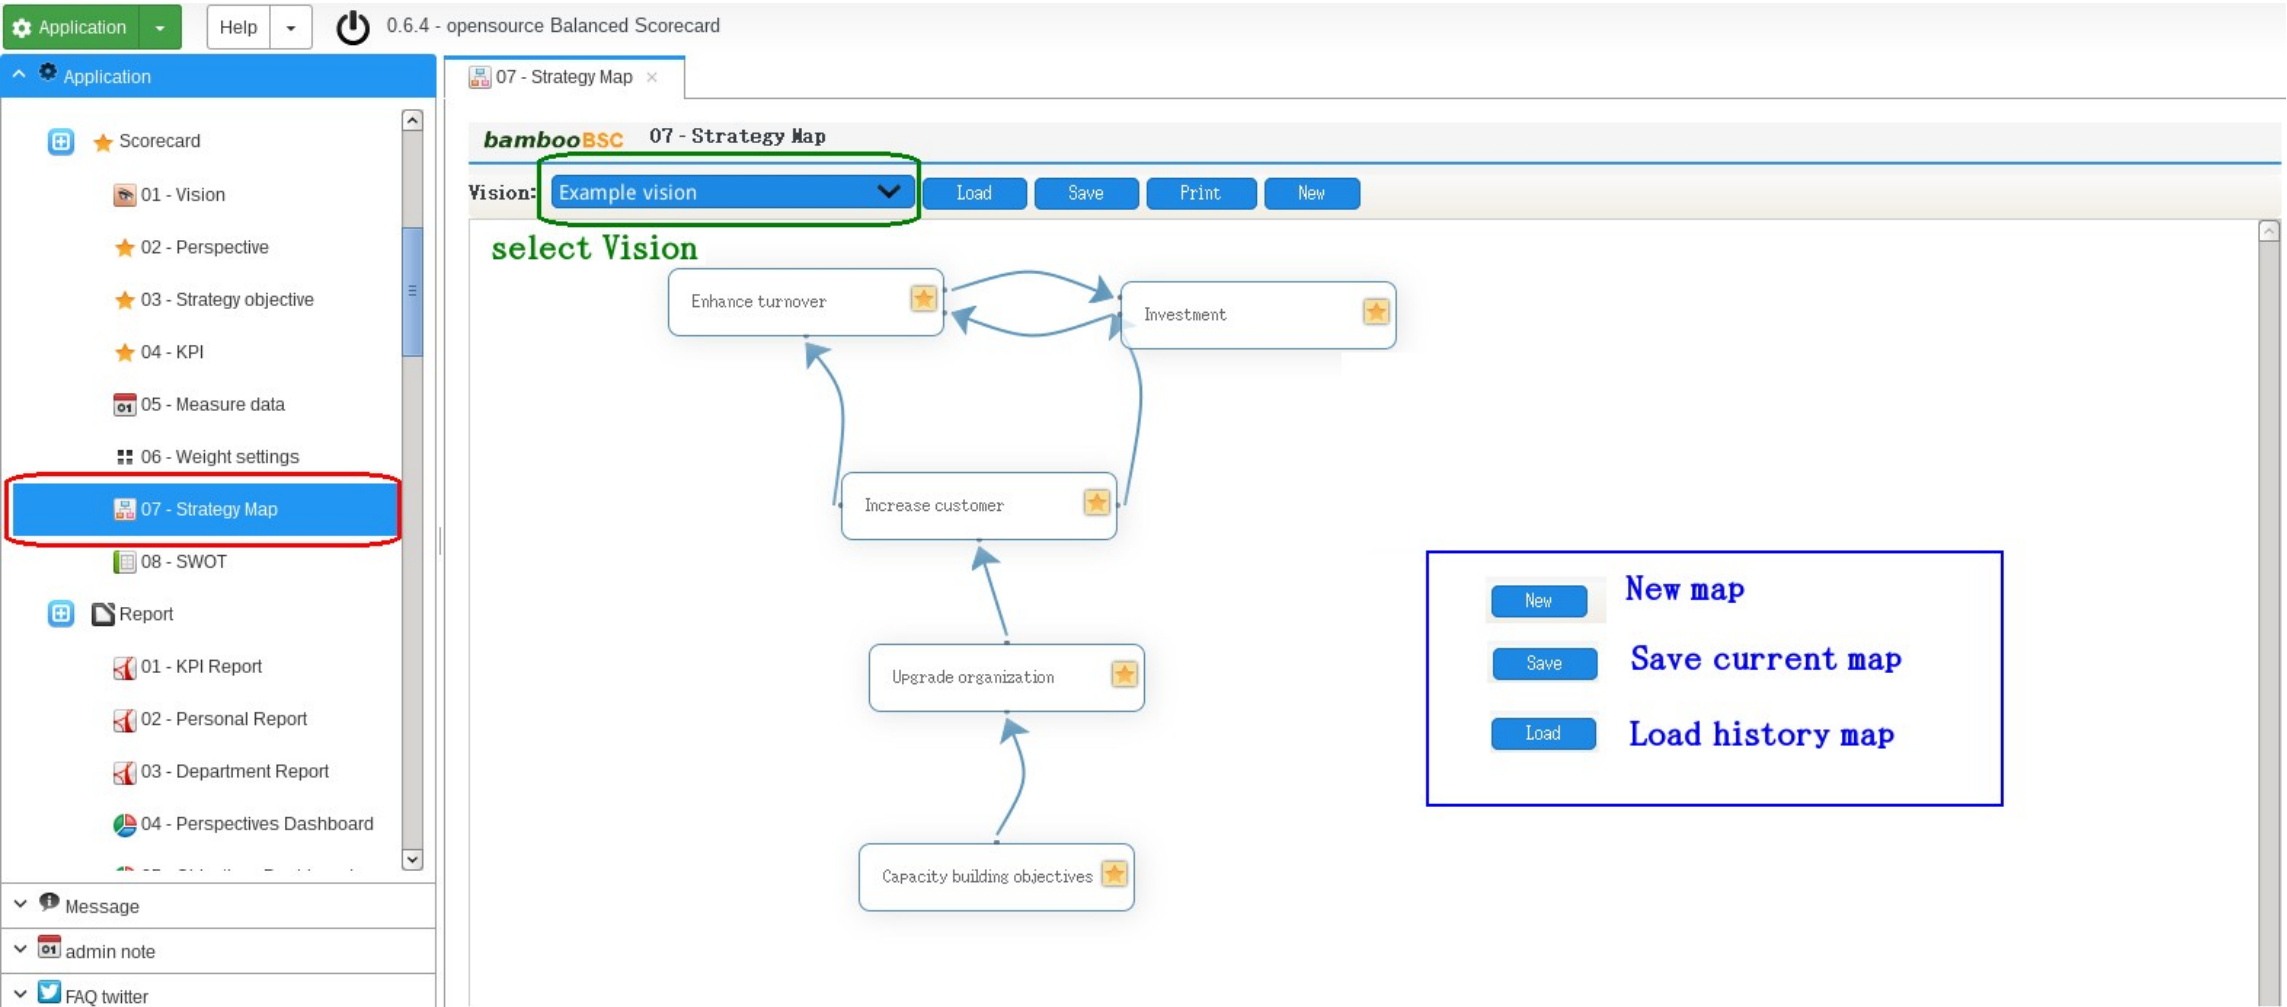 Application
Help
0.6.4 - opensource Balanced Scorecard
Application
07 - Strategy Map
Scorecard
01 - Vision
02 - Perspective
03 - Strategy objective
04 - KPI
05 - Measure data
06 - Weight settings
07 - Strategy Map
08 - SWOT
Report
01 - KPI Report
02 - Personal Report
03 - Department Report
04 - Perspectives Dashboard
Message
admin note
FAQ twitter
bambooBSC 07 - Strategy Map
Vision: Example vision Load Save Print New
select Vision
Enhance turnover
Investment
Increase customer
Upgrade organization
Capacity building objectives
New New map
Save Save current map
Load Load history map